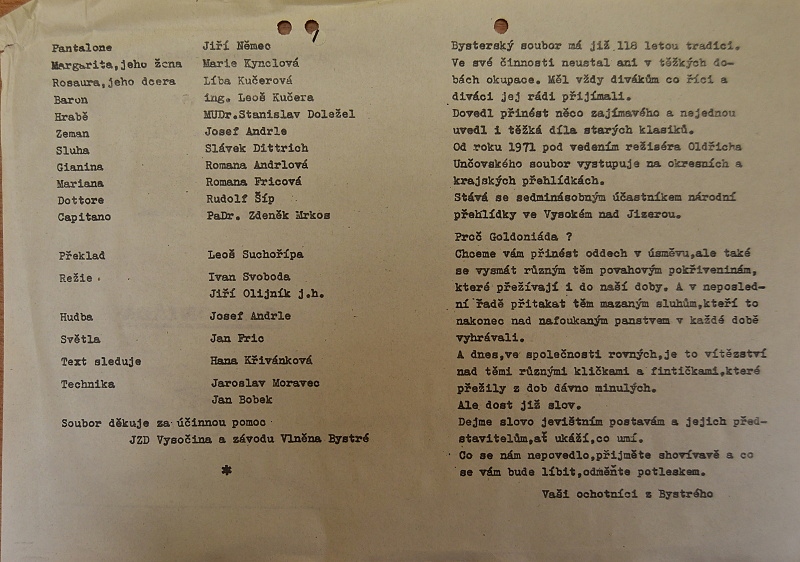 Pantalone Jiří Němec
Margarita,jeho žena Marie Kynclová
Rosaura,jeho dcera Líba Kučerová
Baron ing. Leoš Kučera
Hrabě MUDr.Stanislav Doležel
Zeman Josef Andrle
Sluha Slávek Dittrich
Gianina Romana Andrlová
Mariana Romana Fricová
Dottore Rudolf Šíp
Capitano PaDr. Zdeněk Mrkos
Překlad Leoš Suchořípa
Režie Ivan Svoboda
Jiří Olijník j.h.
Hudba Josef Andrle
Světla Jan Fric
Text sleduje Hana Křivánková
Technika Jaroslav Moravec
Jan Bobek
Soubor děkuje za účinnou pomoc
JZD Vysočina a závodu Vlněna Bystré
*
Bysterský soubor má již 118 letou tradici.
Ve své činnosti neustal ani v těžkých do-
bách okupace. Měl vždy divákům co říci a
diváci jej rádi přijímali.
Dovedl přinést něco zajímavého a nejednou
uvedl i těžká díla starých klasiků.
Od roku 1971 pod vedením režiséra Oldřicha
Unčovského soubor vystupuje na okresních a
krajských přehlídkách.
Stává se sedminásobným účastníkem národní
přehlídky ve Vysokém nad Jizerou.
Proč Goldoniáda ?
Chceme vám přinést oddech v úsměvu,ale také
se vysmát různým těm povahovým pokřiveninám,
které přežívají i do naší doby. A v neposled-
ní řadě přitakat těm mazaným sluhům,kteří to
nakonec nad nafoukaným panstvem v každé době
vyhrávali.
A dnes,ve společnosti rovných,je to vítězství
nad těmi různými kličkami a fintičkami,které
přežily z dob dávno minulých.
Ale dost již slov.
Dejme slovo jevištním postavám a jejich před-
stavitelům,ať ukáží,co umí.
Co se nám nepovedlo,přijměte shovívavě a co
se vám bude líbit,odměňte potleskem.
Vaši ochotníci z Bystrého